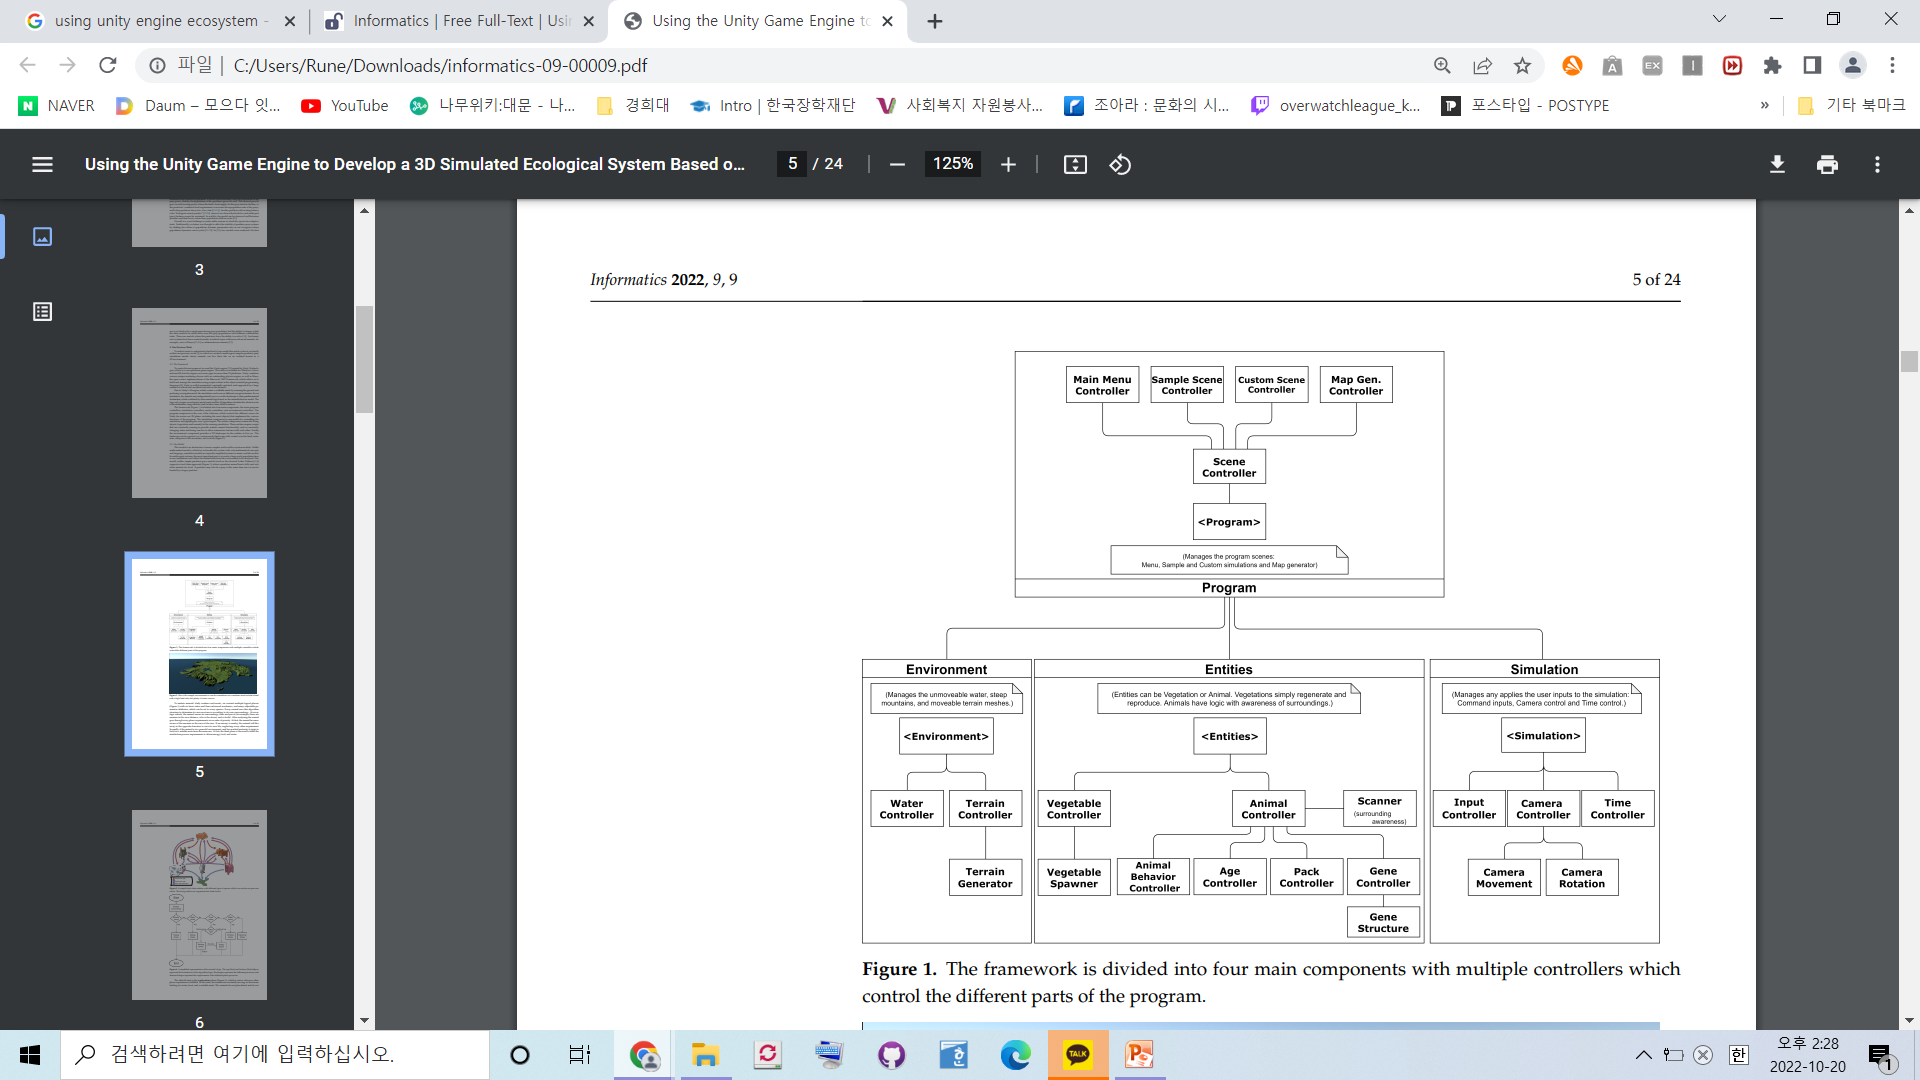 using unity engine ecosystem -
Informatics | Free Full-Text | Usin
Using the Unity Game Engine to
파일 | C:/Users/Rune/Downloads/informatics-09-00009.pdf
NAVER
Daum – 모으다 잇...
YouTube
나무위키:대문 - 나...
경희대
Intro | 한국장학재단
사회복지 자원봉사...
조아라 : 문화의 시...
overwatchleague_k...
포스타입 - POSTYPE
»
기타 북마크
Using the Unity Game Engine to Develop a 3D Simulated Ecological System Based o...
5 / 24
125%
3
4
5
6
Informatics 2022, 9, 9
5 of 24
Main Menu
Controller
Sample Scene
Controller
Custom Scene
Controller
Map Gen.
Controller
Scene
Controller
<Program>
(Manages the program scenes:
Menu, Sample and Custom simulations and Map generator)
Program
Environment
(Manages the unmoveable water, steep
mountains, and moveable terrain meshes.)
<Environment>
Water
Controller
Terrain
Controller
Terrain
Generator
Entities
(Entities can be Vegetation or Animal. Vegetations simply regenerate and
reproduce. Animals have logic with awareness of surroundings.)
<Entities>
Vegetable
Controller
Animal
Controller
Scanner
(surrounding
awareness)
Vegetable
Spawner
Animal
Behavior
Controller
Age
Controller
Pack
Controller
Gene
Controller
Gene
Structure
Simulation
(Manages any applies the user inputs to the simulation:
Command inputs, Camera control and Time control.)
<Simulation>
Input
Controller
Camera
Controller
Time
Controller
Camera
Movement
Camera
Rotation
Figure 1. The framework is divided into four main components with multiple controllers which
control the different parts of the program.
검색하려면 여기에 입력하십시오.
TALK
한
오후 2:28
2022-10-20
1